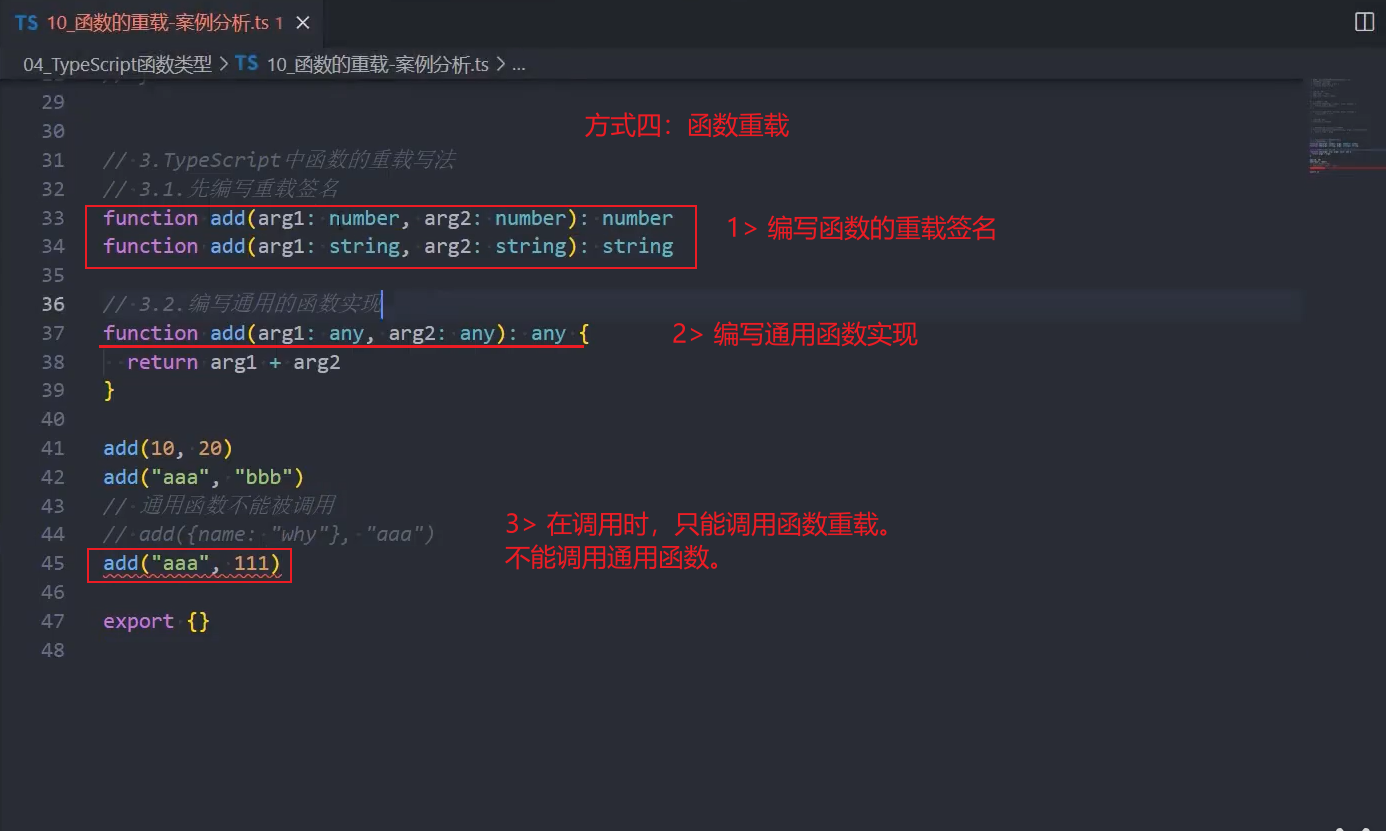 TS 10_函数的重载-案例分析.ts 1 ×
04_TypeScript函数类型 > TS 10_函数的重载-案例分析.ts > ...
29
30
方式四：函数重载
31 // 3.TypeScript中函数的重载写法
32 // 3.1.先编写重载签名
33 function add(arg1: number, arg2: number): number
34 function add(arg1: string, arg2: string): string
1> 编写函数的重载签名
35
36 // 3.2.编写通用的函数实现
37 function add(arg1: any, arg2: any): any {
2> 编写通用函数实现
38 return arg1 + arg2
39 }
40
41 add(10, 20)
42 add("aaa", "bbb")
43 // 通用函数不能被调用
44 // add({name: "why"}, "aaa")
45 add("aaa", 111)
3> 在调用时，只能调用函数重载。
不能调用通用函数。
46
47 export {}
48